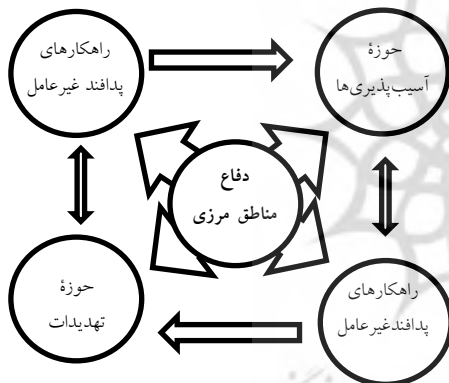 راهکارهای
پدافند غیرعامل
حوزهٔ
آسیب‌پذیری‌ها
دفاع
مناطق مرزی
حوزهٔ
تهدیدات
راهکارهای
پدافندغیرعامل